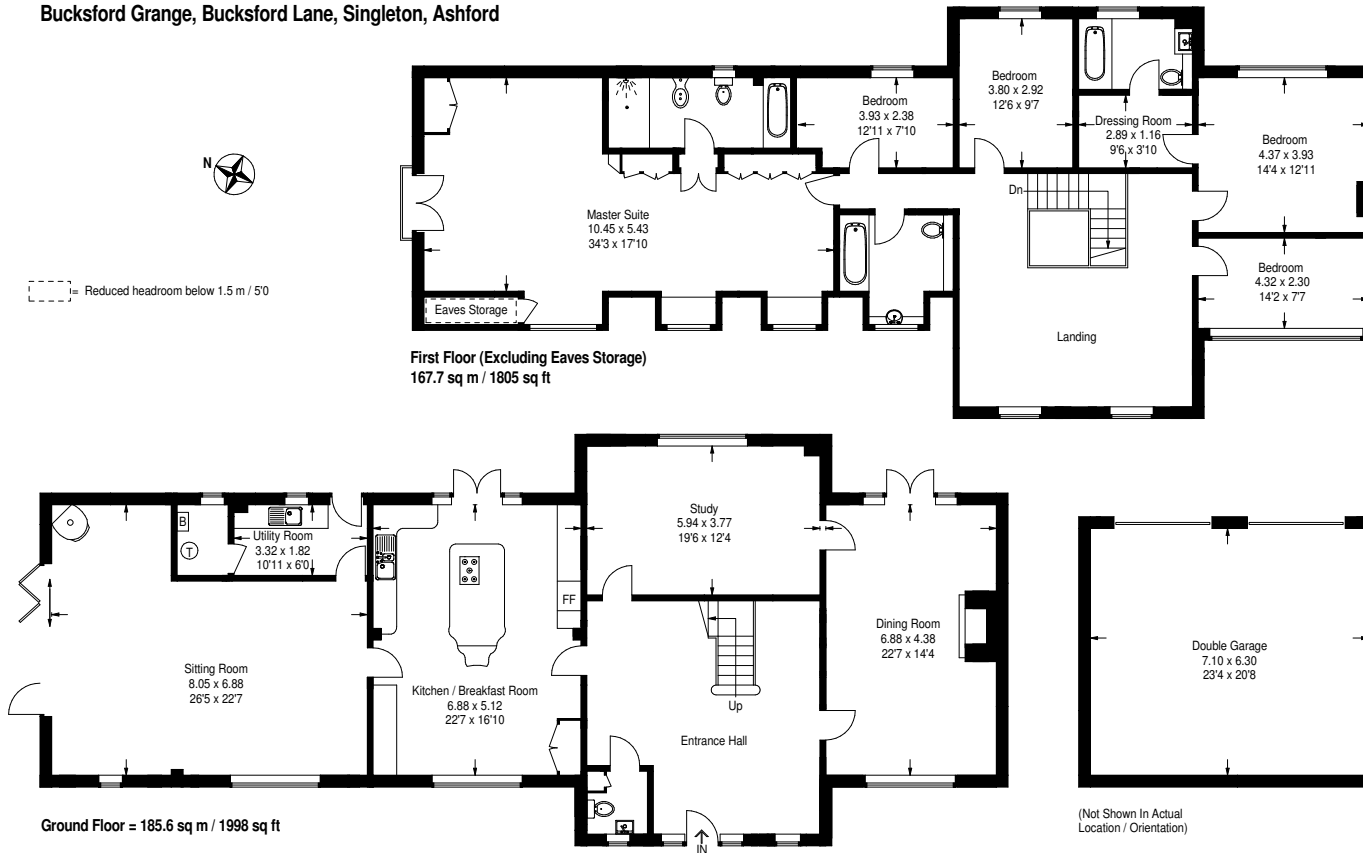 Bucksford Grange, Bucksford Lane, Singleton, Ashford
N
= Reduced headroom below 1.5 m / 5'0
Bedroom
3.93 x 2.38
12'11 x 7'10
Bedroom
3.80 x 2.92
12'6 x 9'7
Dressing Room
2.89 x 1.16
9'6 x 3'10
Bedroom
4.37 x 3.93
14'4 x 12'11
Master Suite
10.45 x 5.43
34'3 x 17'10
Dn
Bedroom
4.32 x 2.30
14'2 x 7'7
Eaves Storage
Landing
First Floor (Excluding Eaves Storage)
167.7 sq m / 1805 sq ft
B
T
Utility Room
3.32 x 1.82
10'11 x 6'0
Study
5.94 x 3.77
19'6 x 12'4
FF
Sitting Room
8.05 x 6.88
26'5 x 22'7
Kitchen / Breakfast Room
6.88 x 5.12
22'7 x 16'10
Up
Entrance Hall
Dining Room
6.88 x 4.38
22'7 x 14'4
Double Garage
7.10 x 6.30
23'4 x 20'8
IN
Ground Floor = 185.6 sq m / 1998 sq ft
(Not Shown In Actual
Location / Orientation)